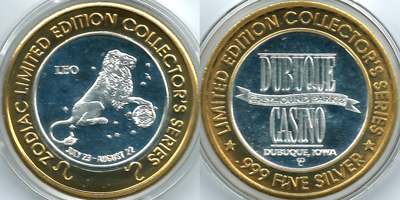 ZODIAC LIMITED EDITION COLLECTOR'S SERIES
LEO
JULY 23 - AUGUST 22
LIMITED EDITION COLLECTOR'S SERIES
DUBUQUE
GREYHOUND PARK &
CASINO
DUBUQUE, IOWA
.999 FINE SILVER